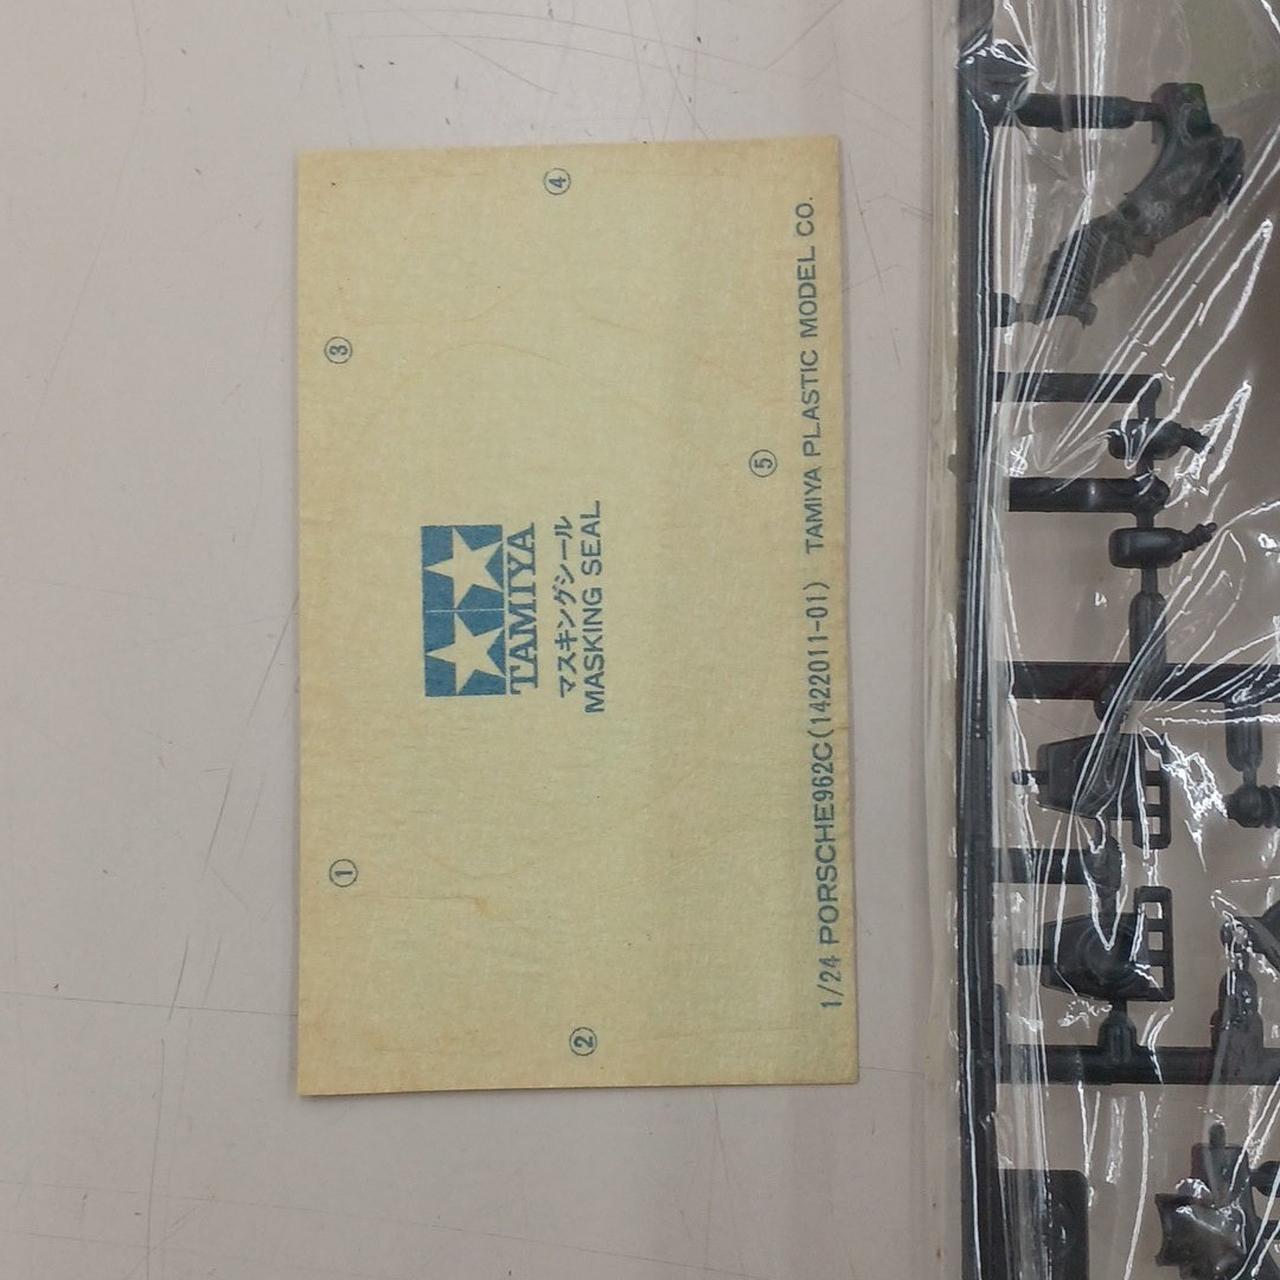 ③
①
TAMIYA
マスキングシール
MASKING SEAL
④
②
⑤
1/24 PORSCHE962C(1422011-01) TAMIYA PLASTIC MODEL CO.